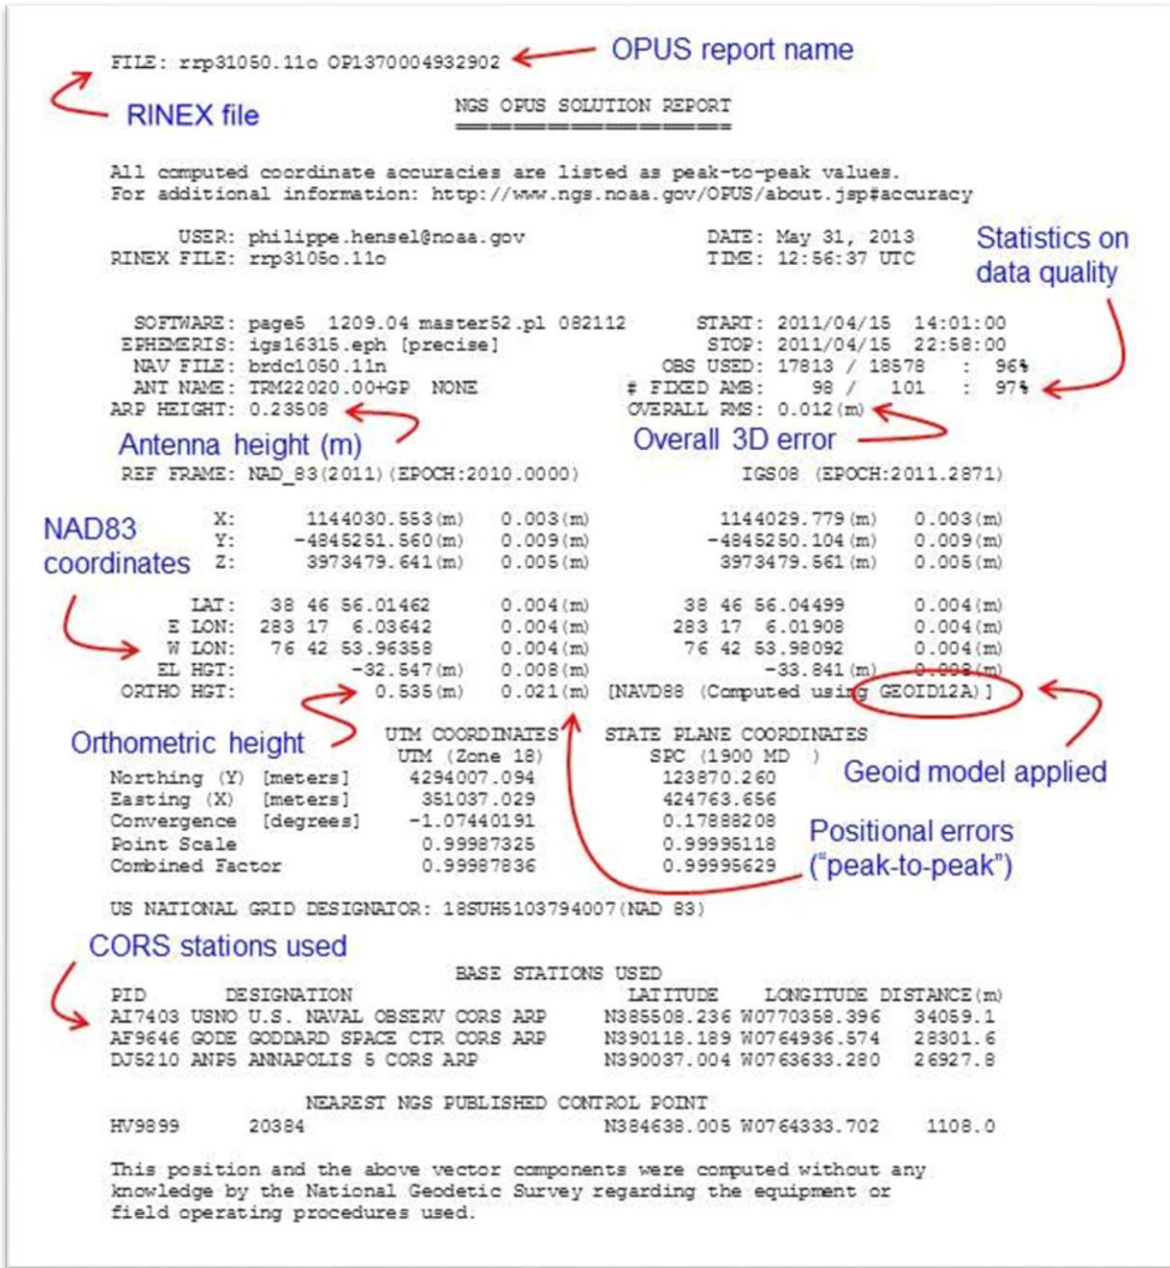 FILE: rrp31050.11o OP1370004932902
OPUS report name
RINEX file
NGS OPUS SOLUTION REPORT
========================
All computed coordinate accuracies are listed as peak-to-peak values.
For additional information: http://www.ngs.noaa.gov/OPUS/about.jsp#accuracy
USER: philippe.hensel@noaa.gov DATE: May 31, 2013
RINEX FILE: rrp3105o.11o TIME: 12:56:37 UTC
Statistics on
data quality
SOFTWARE: page5 1209.04 master52.pl 082112 START: 2011/04/15 14:01:00
EPHEMERIS: igs16315.eph [precise] STOP: 2011/04/15 22:58:00
NAV FILE: brdc1050.11n OBS USED: 17813 / 18578 : 96%
ANT NAME: TRM22020.00+GP NONE # FIXED AMB: 98 / 101 : 97%
ARP HEIGHT: 0.23508 OVERALL RMS: 0.012(m)
Antenna height (m)
Overall 3D error
REF FRAME: NAD_83(2011)(EPOCH:2010.0000) IGS08 (EPOCH:2011.2871)
NAD83
coordinates
X: 1144030.553(m) 0.003(m) 1144029.779(m) 0.003(m)
Y: -4845251.560(m) 0.009(m) -4845250.104(m) 0.009(m)
Z: 3973479.641(m) 0.005(m) 3973479.561(m) 0.005(m)
LAT: 38 46 56.01462 0.004(m) 38 46 56.04499 0.004(m)
E LON: 283 17 6.03642 0.004(m) 283 17 6.01908 0.004(m)
W LON: 76 42 53.96358 0.004(m) 76 42 53.98092 0.004(m)
EL HGT: -32.547(m) 0.008(m) -33.841(m) 0.008(m)
ORTHO HGT: 0.535(m) 0.021(m) [NAVD88 (Computed using GEOID12A)]
Orthometric height
Geoid model applied
UTM COORDINATES STATE PLANE COORDINATES
UTM (Zone 18) SPC (1900 MD )
Northing (Y) [meters] 4294007.094 123870.260
Easting (X) [meters] 351037.029 424763.656
Convergence [degrees] -1.07440191 0.17888208
Point Scale 0.99987325 0.99995118
Combined Factor 0.99987836 0.99995629
Positional errors
("peak-to-peak")
US NATIONAL GRID DESIGNATOR: 18SUH5103794007(NAD 83)
CORS stations used
BASE STATIONS USED
PID DESIGNATION LATITUDE LONGITUDE DISTANCE(m)
AI7403 USNO U.S. NAVAL OBSERV CORS ARP N385508.236 W0770358.396 34059.1
AF9646 GODE GODDARD SPACE CTR CORS ARP N390118.189 W0764936.574 28301.6
DJ5210 ANP5 ANNAPOLIS 5 CORS ARP N390037.004 W0763633.280 26927.8
NEAREST NGS PUBLISHED CONTROL POINT
HV9899 20384 N384638.005 W0764333.702 1108.0
This position and the above vector components were computed without any
knowledge by the National Geodetic Survey regarding the equipment or
field operating procedures used.